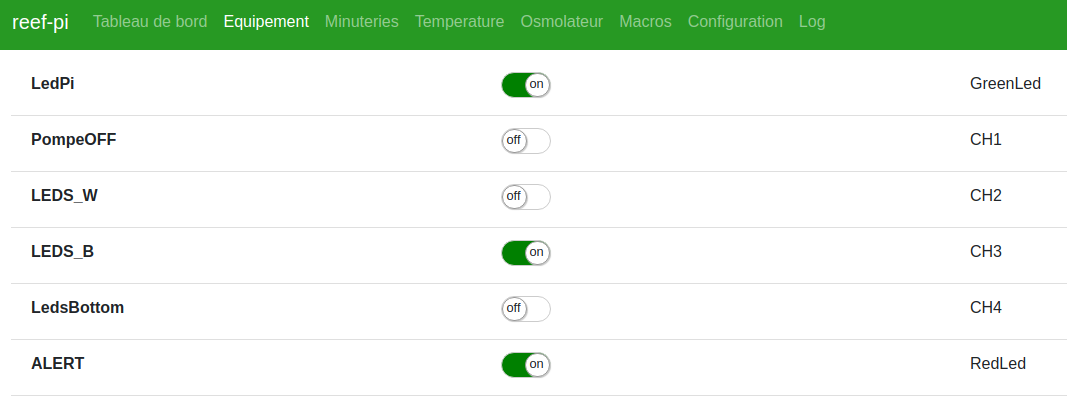 reef-pi Tableau de bord Equipement Minuteries Temperature Osmolateur Macros Configuration Log
LedPi on GreenLed
PompeOFF off CH1
LEDS_W off CH2
LEDS_B on CH3
LedsBottom off CH4
ALERT on RedLed